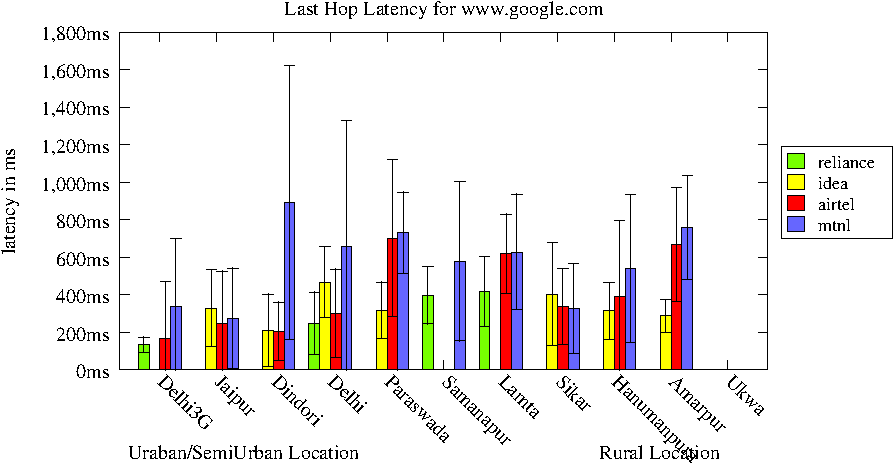 Last Hop Latency for www.google.com
1,800ms
1,600ms
1,400ms
1,200ms
1,000ms
800ms
600ms
400ms
200ms
0ms
latency in ms
reliance
idea
airtel
mtnl
Delhi3G
Jaipur
Dindori
Delhi
Paraswada
Samanapur
Lamta
Sikar
Hanumanpura
Amarpur
Ukwa
Uraban/SemiUrban Location
Rural Location